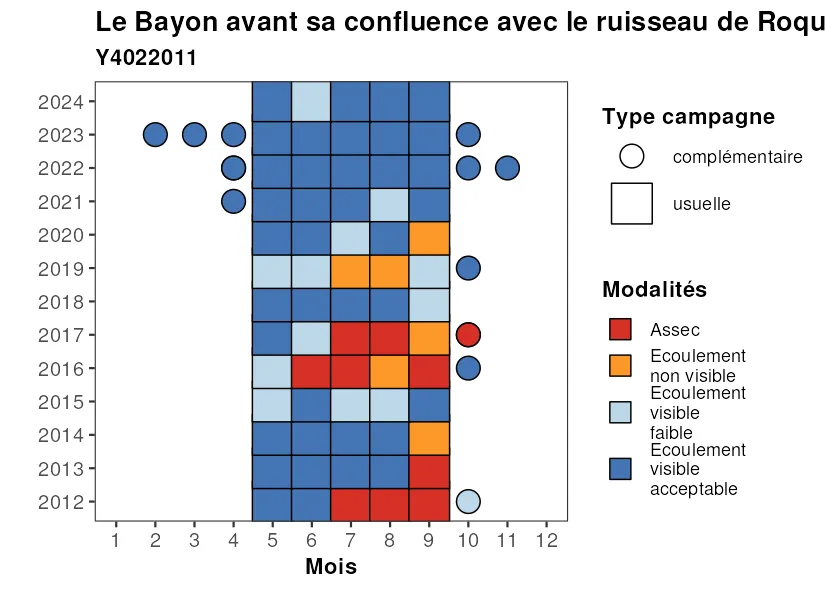 Le Bayon avant sa confluence avec le ruisseau de Roqu
Y4022011
2024
2023
2022
2021
2020
2019
2018
2017
2016
2015
2014
2013
2012
1 2 3 4 5 6 7 8 9 10 11 12
Mois
Type campagne
complémentaire
usuelle
Modalités
Assec
Ecoulement
non visible
Ecoulement
visible
faible
Ecoulement
visible
acceptable